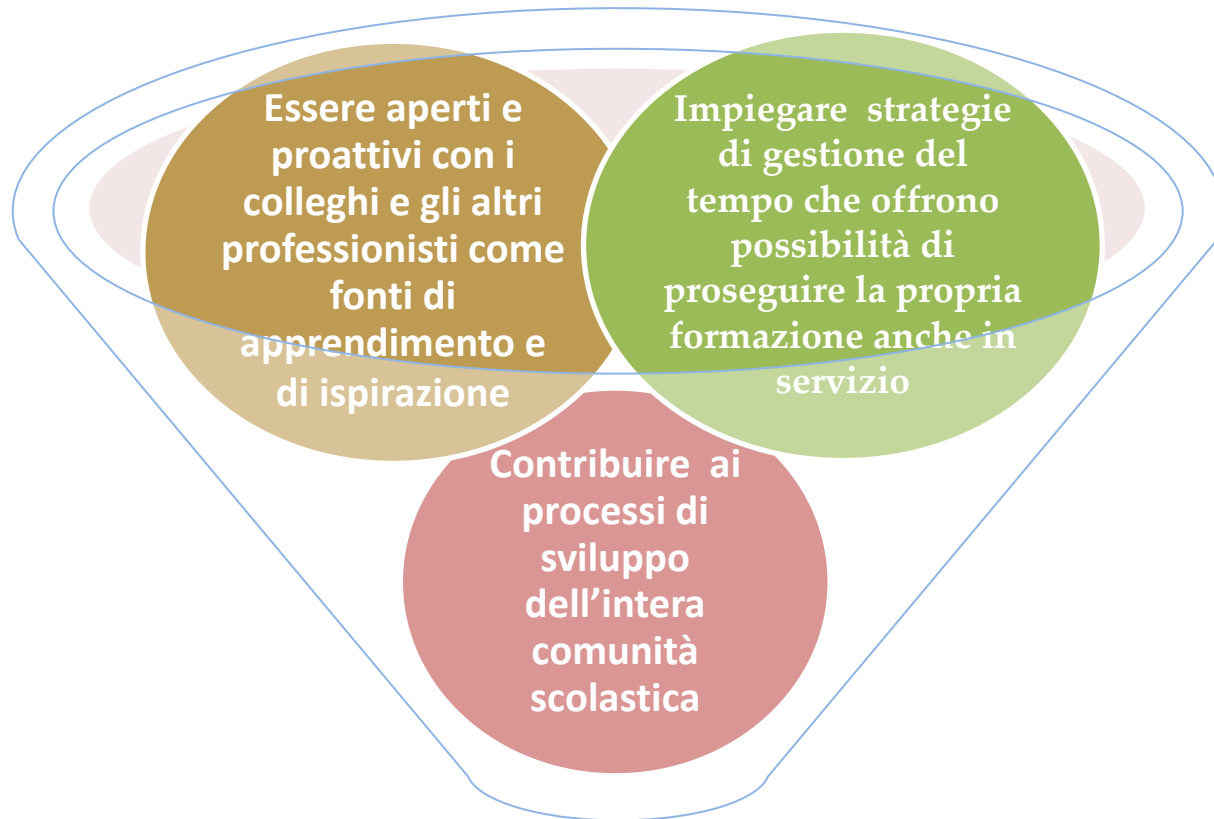 Essere aperti e
proattivi con i
colleghi e gli altri
professionisti come
fonti di
apprendimento e
di ispirazione
Impiegare strategie
di gestione del
tempo che offrono
possibilità di
proseguire la propria
formazione anche in
servizio
Contribuire ai
processi di
sviluppo
dell’intera
comunità
scolastica